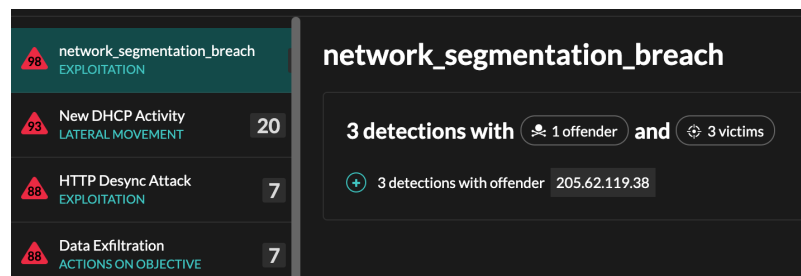 98
network_segmentation_breach
EXPLOITATION
93
New DHCP Activity
LATERAL MOVEMENT
20
88
HTTP Desync Attack
EXPLOITATION
7
88
Data Exfiltration
ACTIONS ON OBJECTIVE
7
network_segmentation_breach
3 detections with 1 offender and 3 victims
3 detections with offender 205.62.119.38